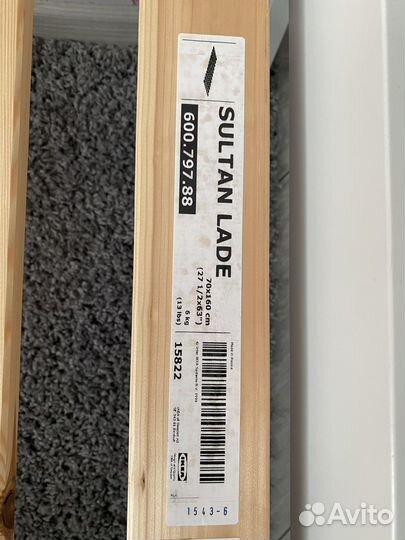 SULTAN LADE
600.797.88
70x160 cm
(27 1/2x63")
6 kg
(13 lbs)
15822
IKEA
1543-6
Avito